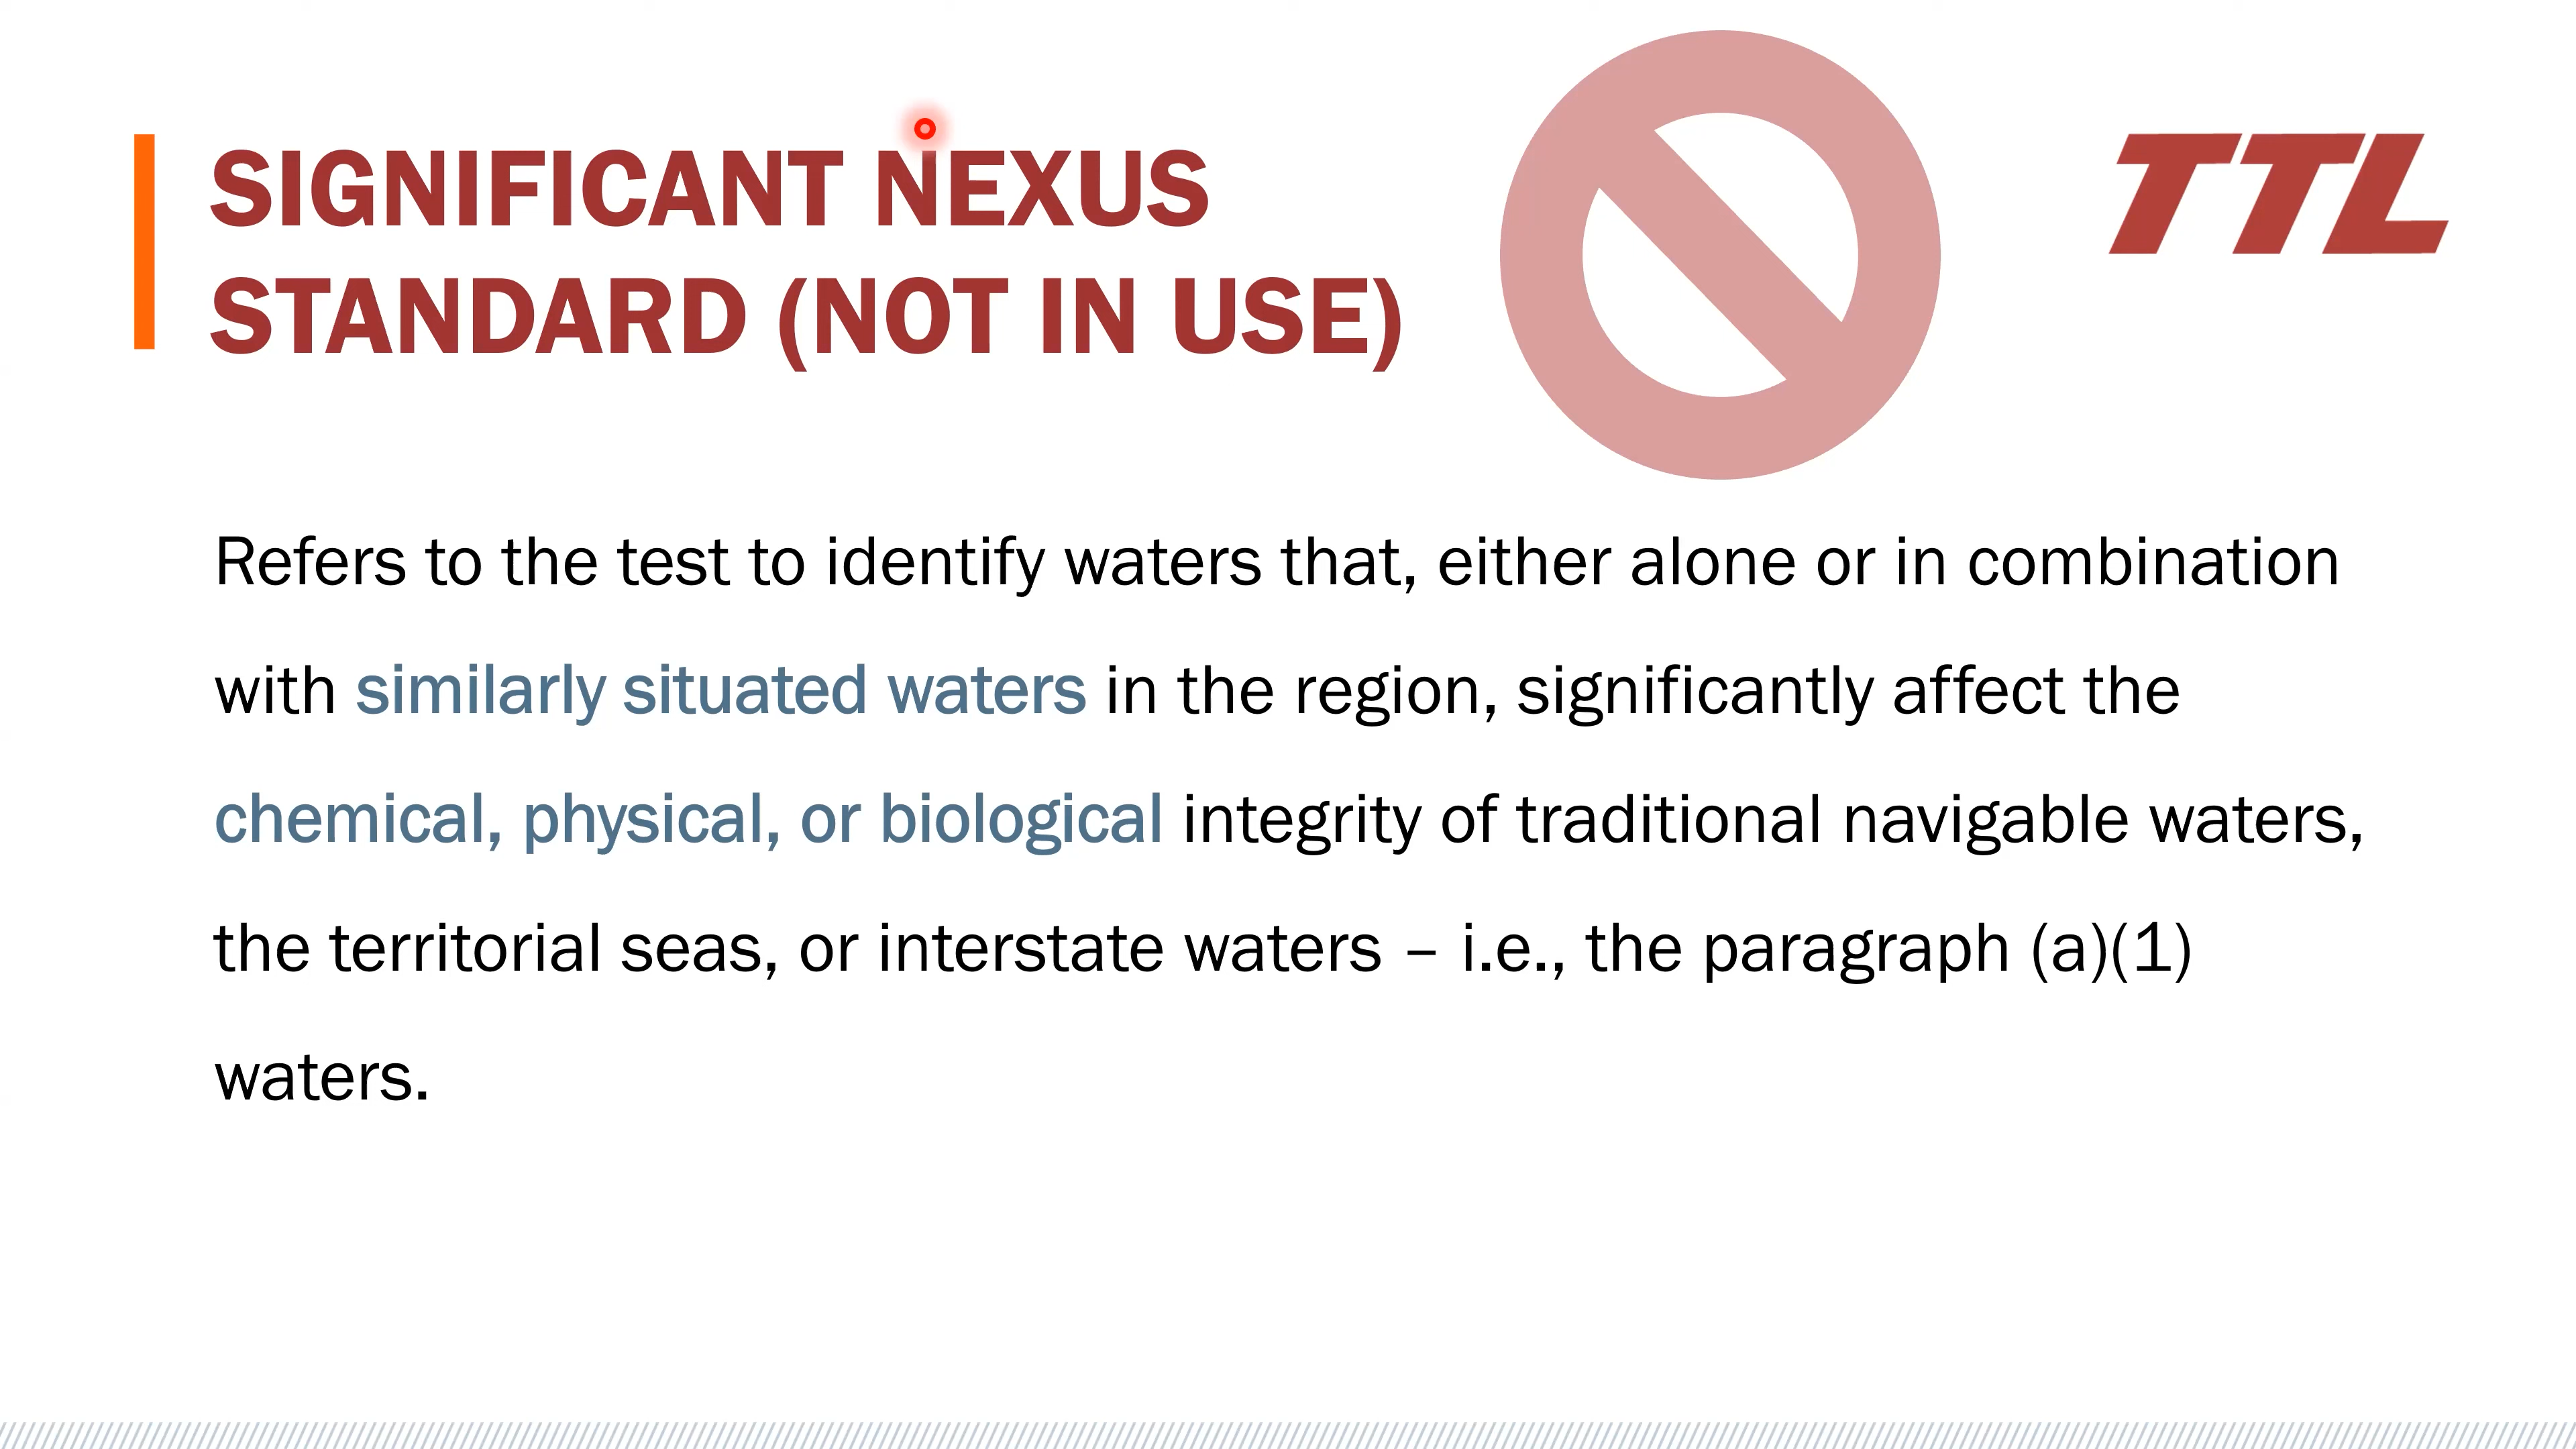 SIGNIFICANT NEXUS
STANDARD (NOT IN USE)
TTL
Refers to the test to identify waters that, either alone or in combination
with similarly situated waters in the region, significantly affect the
chemical, physical, or biological integrity of traditional navigable waters,
the territorial seas, or interstate waters – i.e., the paragraph (a)(1)
waters.